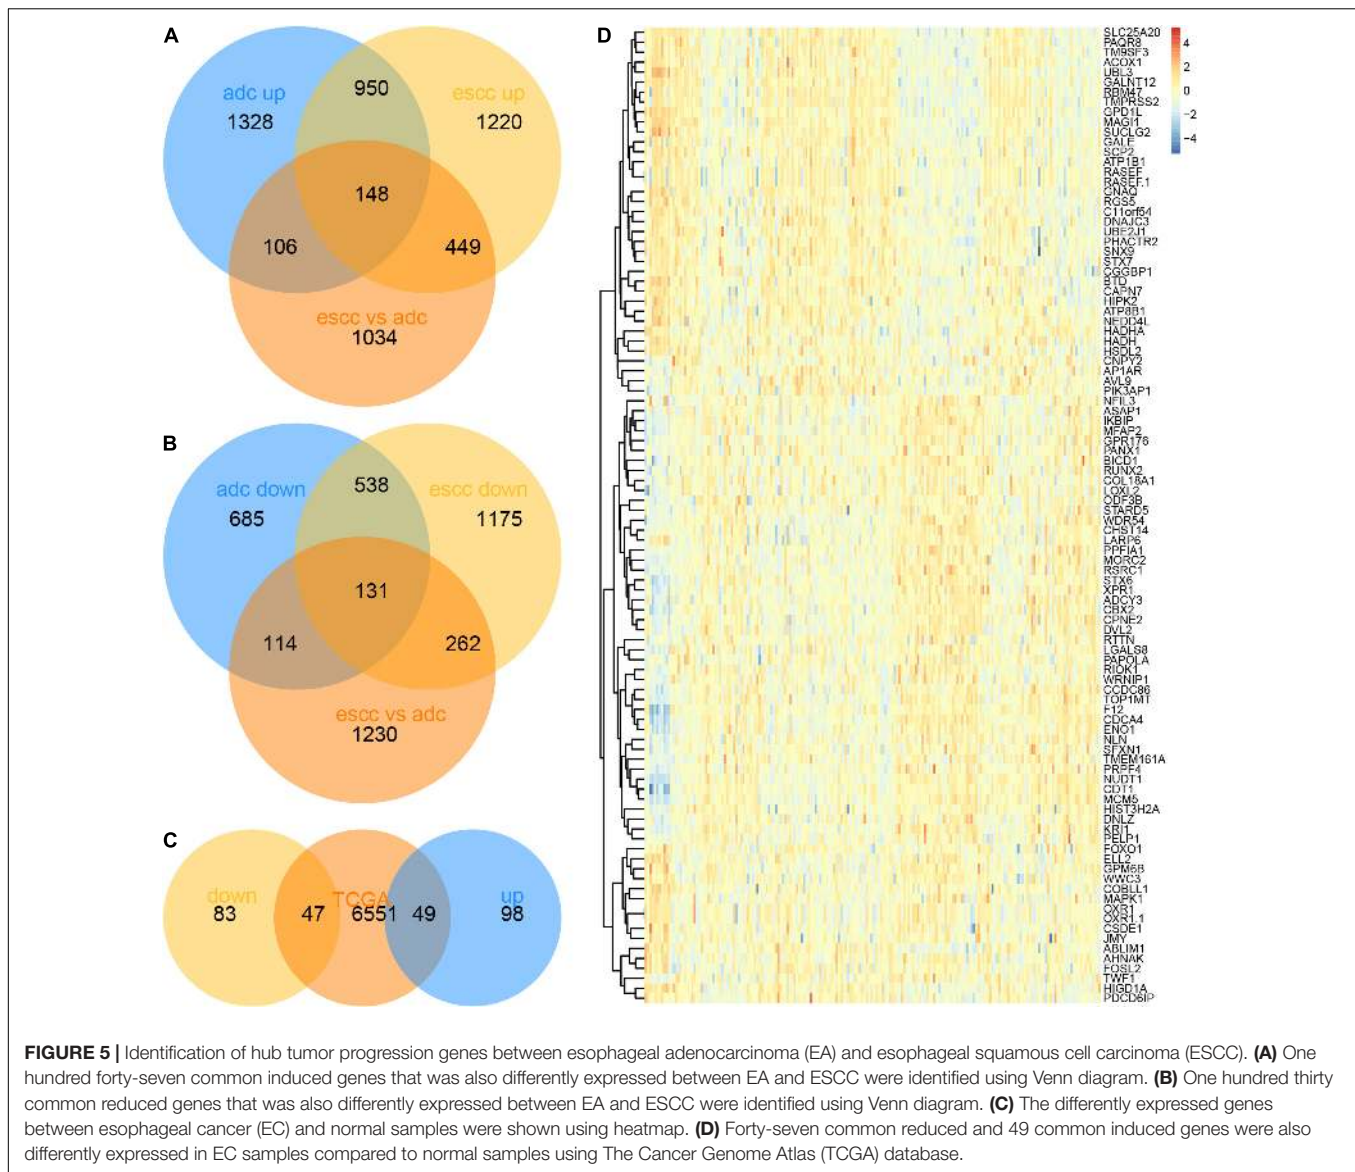 A
adc up
1328
950
escc up
1220
148
106
449
escc vs adc
1034
B
adc down
685
538
escc down
1175
131
114
262
escc vs adc
1230
C
down
83
47
TCGA
6551
49
up
98
D
4
2
0
−2
−4
SLC25A20
PAQR8
TM9SF3
ACOX1
UBL3
GALNT12
RBM47
TMPRSS2
GPD1L
MAGI1
SUCLG2
GALE
SCP2
ATP1B1
RASEF
RASEF.1
GNAQ
RGS5
C11orf54
DNAJC3
UBE2J1
PHACTR2
SNX9
STX7
CGGBP1
BTD
CAPN7
HIPK2
ATP8B1
NEDD4L
HADHA
HADH
HSDL2
CNPY2
AP1AR
AVL9
PIK3AP1
NFIL3
ASAP1
IKBIP
MFAP2
GPR176
PANX1
BICD1
RUNX2
COL18A1
LOXL2
ODF3B
STARD5
WDR54
CHST14
LARP6
PPFIA1
MORC2
RSRC1
STX6
XPR1
ADCY3
CBX2
CPNE2
DVL2
RTTN
LGALS8
PAPOLA
RIOK1
WRNIP1
CCDC86
TOP1MT
F12
CDCA4
ENO1
NLN
SFXN1
TMEM161A
PRPF4
NUDT1
CDT1
MCM5
HIST3H2A
DNLZ
KRI1
PELP1
FOXO1
ELL2
GPM6B
WWC3
COBLL1
MAPK1
OXR1
OXR1.1
CSDE1
JMY
ABLIM1
AHNAK
FOSL2
TWF1
HIGD1A
PDCD6IP
FIGURE 5 | Identification of hub tumor progression genes between esophageal adenocarcinoma (EA) and esophageal squamous cell carcinoma (ESCC). (A) One
hundred forty-seven common induced genes that was also differently expressed between EA and ESCC were identified using Venn diagram. (B) One hundred thirty
common reduced genes that was also differently expressed between EA and ESCC were identified using Venn diagram. (C) The differently expressed genes
between esophageal cancer (EC) and normal samples were shown using heatmap. (D) Forty-seven common reduced and 49 common induced genes were also
differently expressed in EC samples compared to normal samples using The Cancer Genome Atlas (TCGA) database.